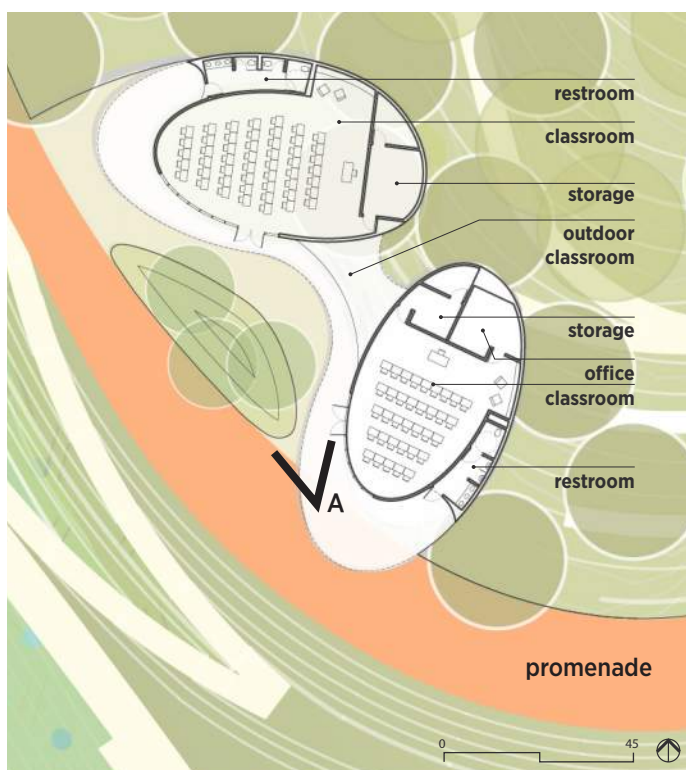 restroom
classroom
storage
outdoor
classroom
storage
office
classroom
restroom
A
promenade
0 45